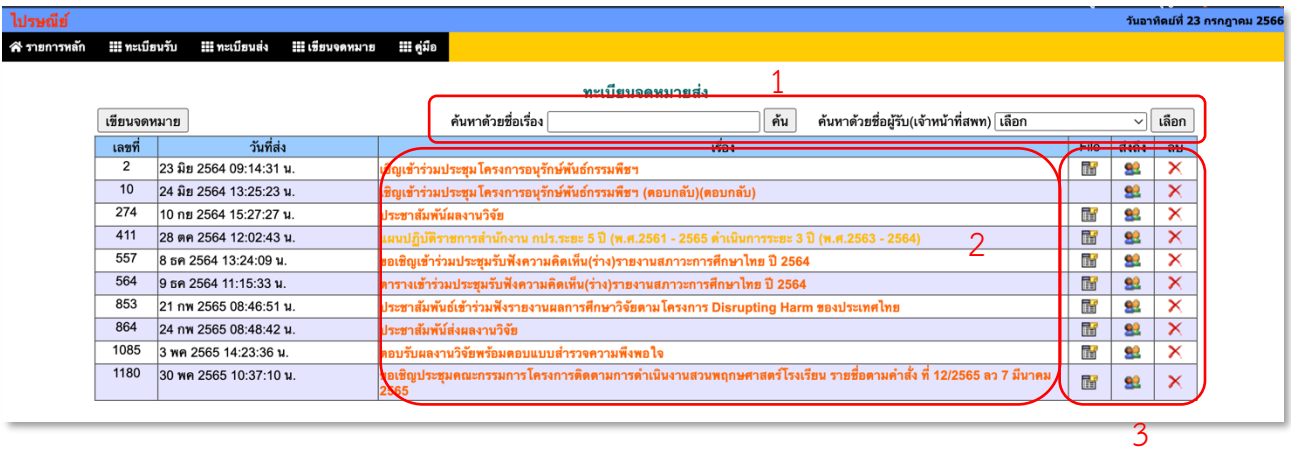 ไปรษณีย์
วันอาทิตย์ที่ 23 กรกฎาคม 2566
รายการหลัก ทะเบียนรับ ทะเบียนส่ง เขียนจดหมาย คู่มือ
1
ทะเบียนจดหมายส่ง
เขียนจดหมาย ค้นหาด้วยชื่อเรื่อง ค้น ค้นหาด้วยชื่อผู้รับ(เจ้าหน้าที่สพท) เลือก เลือก
เลขที่ วันที่ส่ง เรื่อง File ส่งถึง ลบ
2 23 มิย 2564 09:14:31 น. เชิญเข้าร่วมประชุมโครงการอนุรักษ์พันธ์กรรมพืชฯ
10 24 มิย 2564 13:25:23 น. เชิญเข้าร่วมประชุมโครงการอนุรักษ์พันธ์กรรมพืชฯ (ตอบกลับ)(ตอบกลับ)
274 10 กย 2564 15:27:27 น. ประชาสัมพันํผลงานวิจัย
411 28 ตค 2564 12:02:43 น. แผนปฏิบัติราชการสำนักงาน กปร.ระยะ 5 ปี (พ.ศ.2561 - 2565 ดำเนินการระยะ 3 ปี (พ.ศ.2563 - 2564)
2
557 8 ธค 2564 13:24:09 น. ขอเชิญเข้าร่วมประชุมรับฟังความคิดเห็น(ร่าง)รายงานสภาวะการศึกษาไทย ปี 2564
564 9 ธค 2564 11:15:33 น. ตารางเข้าร่วมประชุมรับฟังความคิดเห็น(ร่าง)รายงานสภาวะการศึกษาไทย ปี 2564
853 21 กพ 2565 08:46:51 น. ประชาสัมพันธ์เข้าร่วมฟังรายงานผลการศึกษาวิจัยตามโครงการ Disrupting Harm ของประเทศไทย
864 24 กพ 2565 08:48:42 น. ประชาสัมพัน์ส่งผลงานวิจัย
1085 3 พค 2565 14:23:36 น. ตอบรับผลงานวิจัยพร้อมตอบแบบสำรวจความพึงพอใจ
1180 30 พค 2565 10:37:10 น. ขอเชิญประชุมคณะกรรมการโครงการติดตามการดำเนินงานสวนพฤกษศาสตร์โรงเรียน รายชื่อตามคำสั่ง ที่ 12/2565 ลว 7 มีนาคม
2565
3